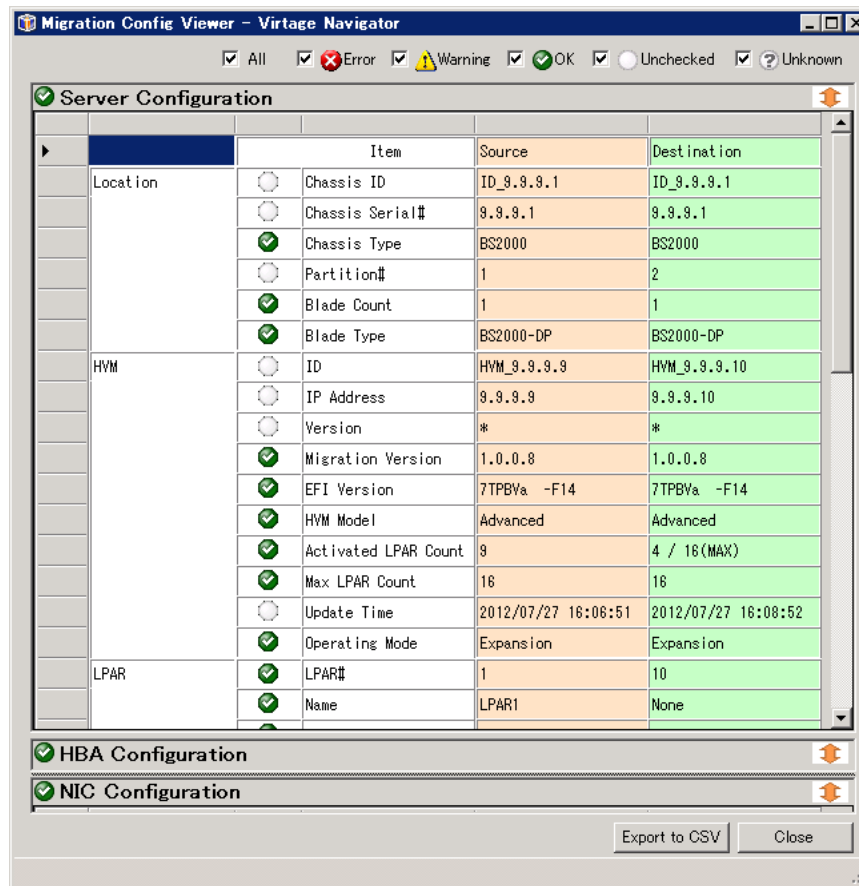 Migration Config Viewer - Virtage Navigator
All Error Warning OK Unchecked ? Unknown
Server Configuration
Item Source Destination
Location Chassis ID ID_9.9.9.1 ID_9.9.9.1
Chassis Serial# 9.9.9.1 9.9.9.1
Chassis Type BS2000 BS2000
Partition# 1 2
Blade Count 1 1
Blade Type BS2000-DP BS2000-DP
HVM ID HVM_9.9.9.9 HVM_9.9.9.10
IP Address 9.9.9.9 9.9.9.10
Version * *
Migration Version 1.0.0.8 1.0.0.8
EFI Version 7TPBVa -F14 7TPBVa -F14
HVM Model Advanced Advanced
Activated LPAR Count 9 4 / 16(MAX)
Max LPAR Count 16 16
Update Time 2012/07/27 16:06:51 2012/07/27 16:08:52
Operating Mode Expansion Expansion
LPAR LPAR# 1 10
Name LPAR1 None
HBA Configuration
NIC Configuration
Export to CSV Close